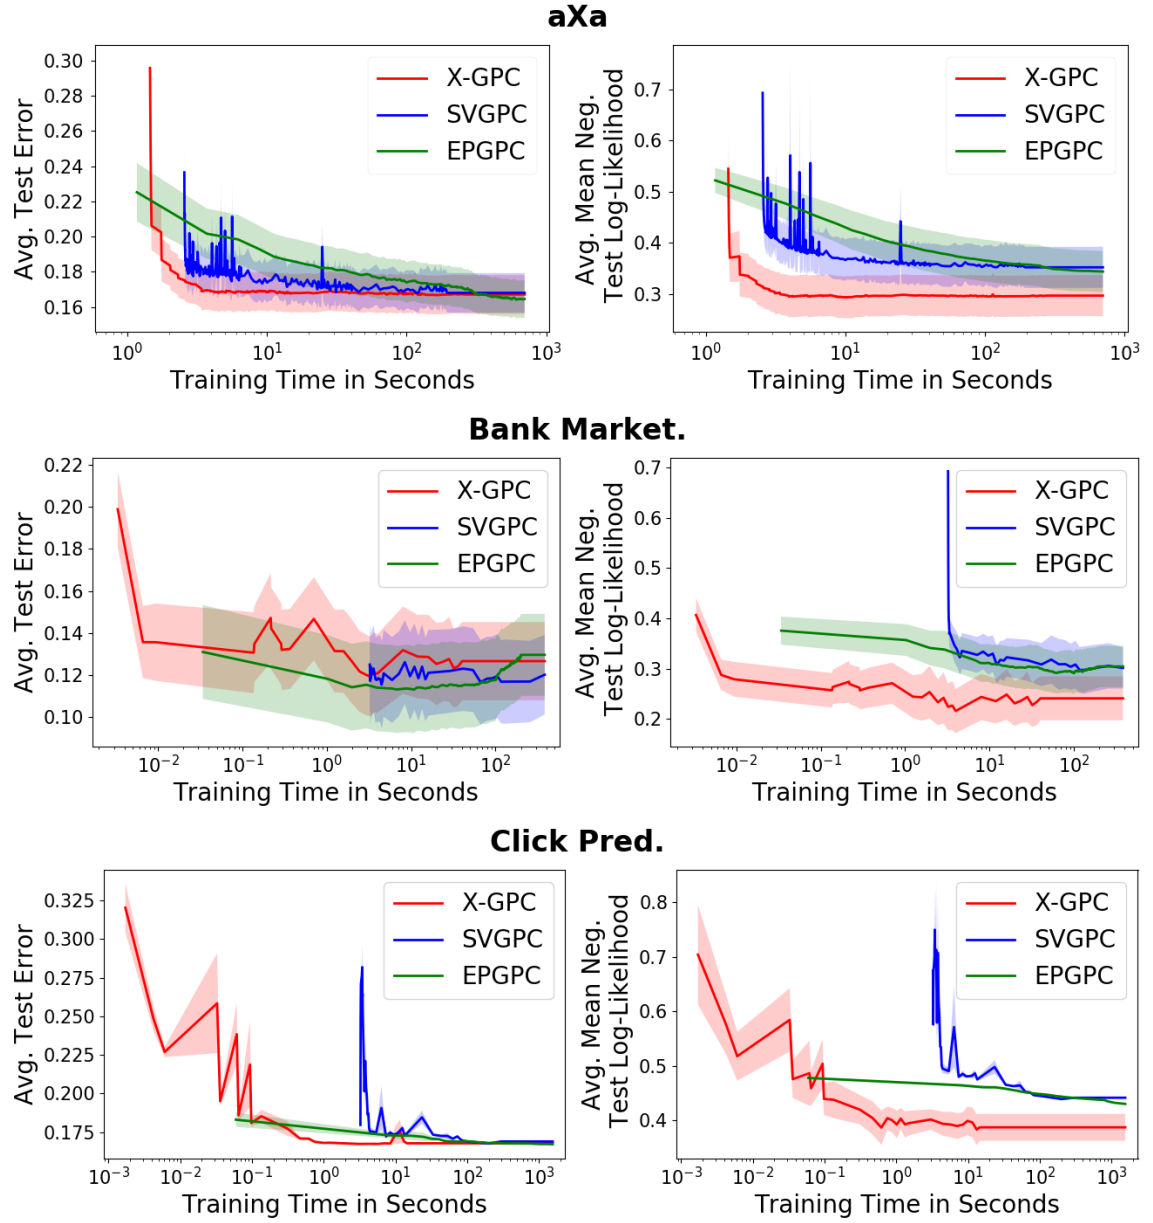 aXa
Avg. Test Error
0.30
0.28
0.26
0.24
0.22
0.20
0.18
0.16
X-GPC
SVGPC
EPGPC
10⁰ 10¹ 10² 10³
Training Time in Seconds
Avg. Mean Neg.
Test Log-Likelihood
0.7
0.6
0.5
0.4
0.3
X-GPC
SVGPC
EPGPC
10⁰ 10¹ 10² 10³
Training Time in Seconds
Bank Market.
Avg. Test Error
0.22
0.20
0.18
0.16
0.14
0.12
0.10
X-GPC
SVGPC
EPGPC
10⁻² 10⁻¹ 10⁰ 10¹ 10²
Training Time in Seconds
Avg. Mean Neg.
Test Log-Likelihood
0.7
0.6
0.5
0.4
0.3
0.2
X-GPC
SVGPC
EPGPC
10⁻² 10⁻¹ 10⁰ 10¹ 10²
Training Time in Seconds
Click Pred.
Avg. Test Error
0.325
0.300
0.275
0.250
0.225
0.200
0.175
X-GPC
SVGPC
EPGPC
10⁻³ 10⁻² 10⁻¹ 10⁰ 10¹ 10² 10³
Training Time in Seconds
Avg. Mean Neg.
Test Log-Likelihood
0.8
0.7
0.6
0.5
0.4
X-GPC
SVGPC
EPGPC
10⁻³ 10⁻² 10⁻¹ 10⁰ 10¹ 10² 10³
Training Time in Seconds